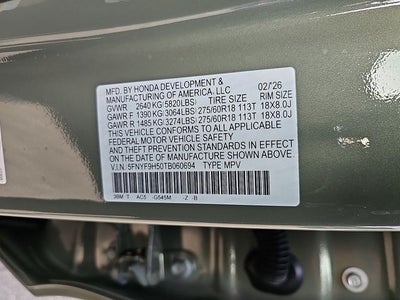 MFD. BY HONDA DEVELOPMENT &
MANUFACTURING OF AMERICA, LLC 02/'26
GVWR 2640 KG(5820LBS) TIRE SIZE RIM SIZE
GAWR F 1390 KG(3064LBS) 275/60R18 113T 18X8.0J
GAWR R 1485 KG(3274LBS) 275/60R18 113T 18X8.0J
THIS VEHICLE CONFORMS TO ALL APPLICABLE
FEDERAL MOTOR VEHICLE SAFETY AND
BUMPER STANDARDS IN EFFECT ON THE DATE OF
MANUFACTURE SHOWN ABOVE.
V.I.N. 5FNYF9H50TB060694 TYPE MPV